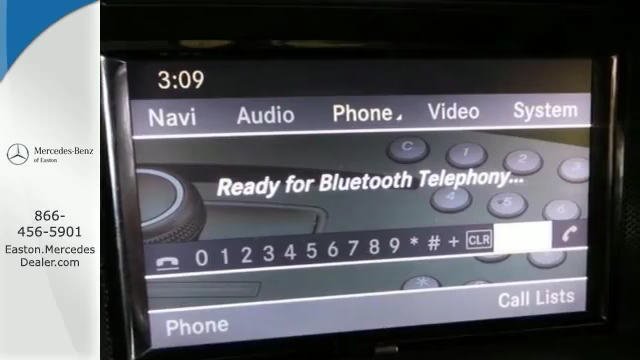 Mercedes-Benz
of Easton
866-
456-5901
Easton.Mercedes
Dealer.com
3:09
Navi Audio Phone Video System
C 1 2 3
Ready for Bluetooth Telephony...
4 5 6
0 1 2 3 4 5 6 7 8 9 * # + CLR
*
Call Lists
Phone